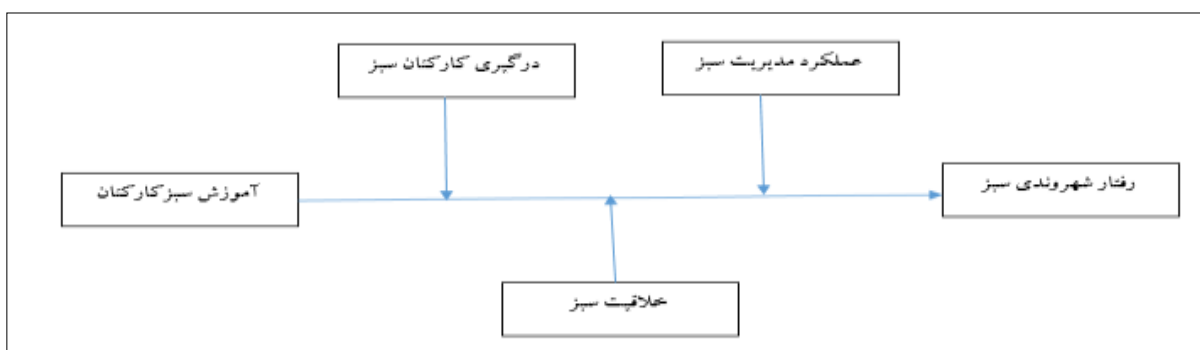 درگیری کارکنان سبز
عملکرد مدیریت سبز
رفتار شهروندی سبز
آموزش سبزکارکنان
خلاقیت سبز